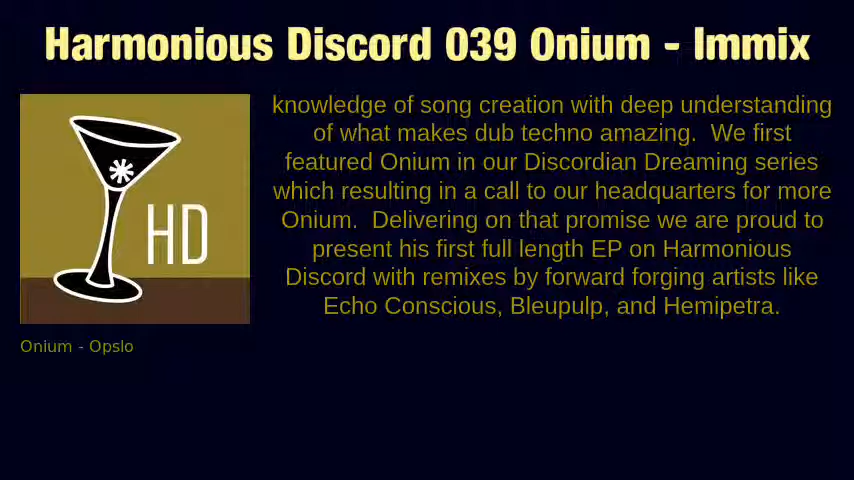 Harmonious Discord 039 Onium - Immix
knowledge of song creation with deep understanding
of what makes dub techno amazing.  We first
featured Onium in our Discordian Dreaming series
which resulting in a call to our headquarters for more
Onium.  Delivering on that promise we are proud to
present his first full length EP on Harmonious
Discord with remixes by forward forging artists like
Echo Conscious, Bleupulp, and Hemipetra.
HD
Onium - Opslo